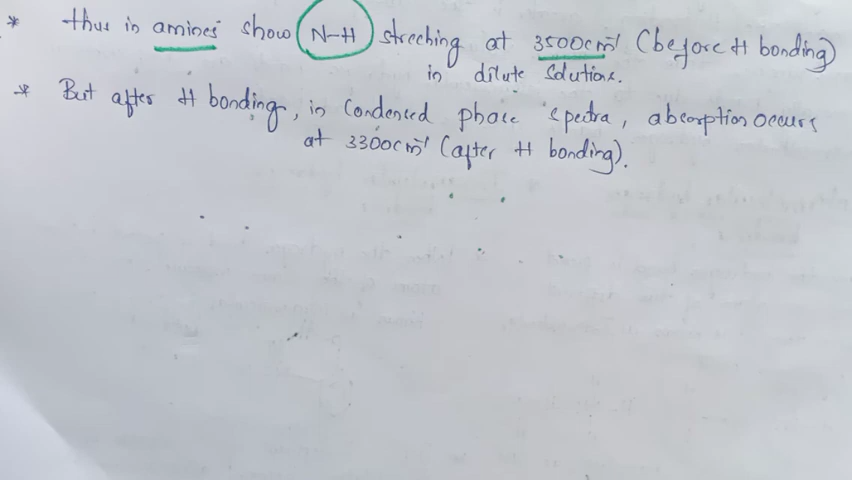 * thus in amines show N-H streching at 3500cm⁻¹ (before H bonding)
in dilute solutions.
* But after H bonding, in Condensed phase spectra, absorption occurs
at 3300cm⁻¹ (after H bonding).